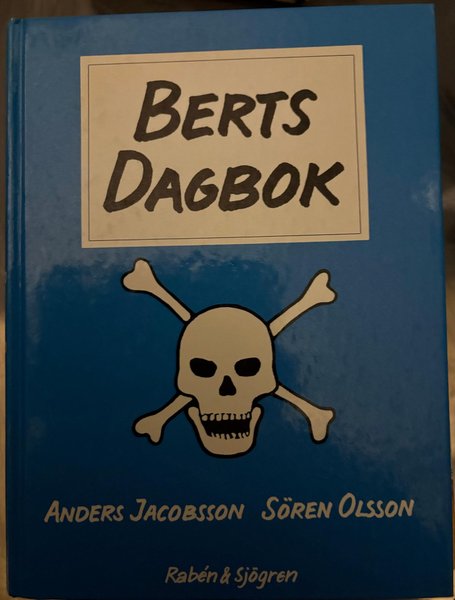 BERTS
DAGBOK
ANDERS JACOBSSON SÖREN OLSSON
Rabén & Sjögren